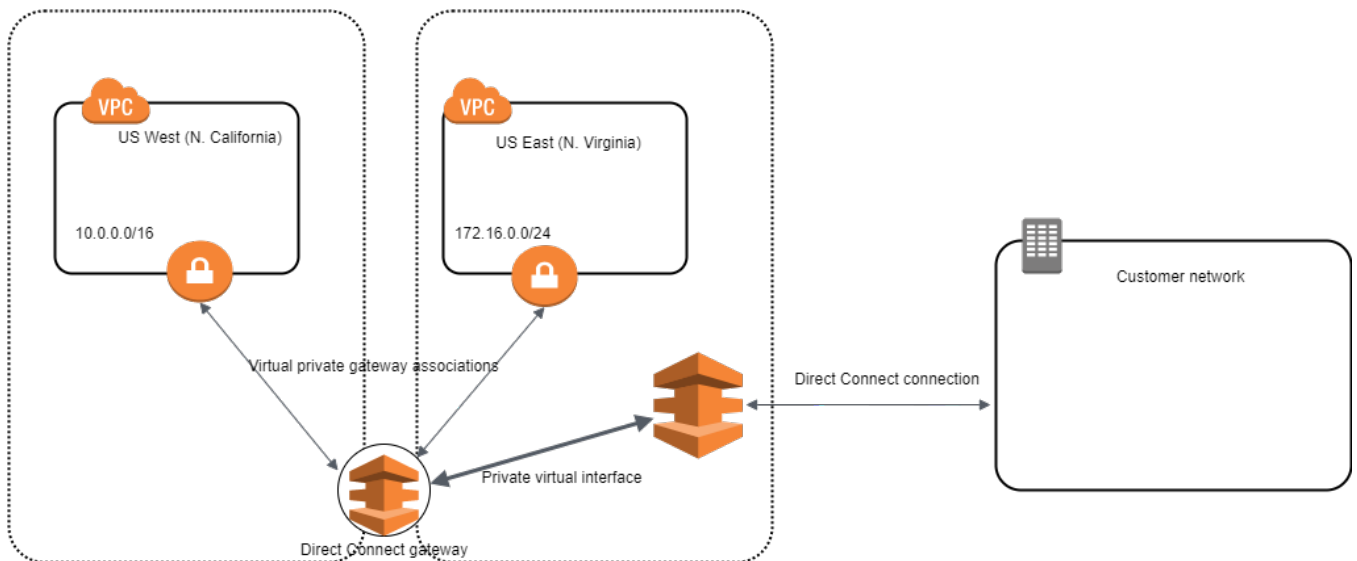 VPC
US West (N. California)
10.0.0.0/16
VPC
US East (N. Virginia)
172.16.0.0/24
Customer network
Virtual private gateway associations
Direct Connect connection
Private virtual interface
Direct Connect gateway